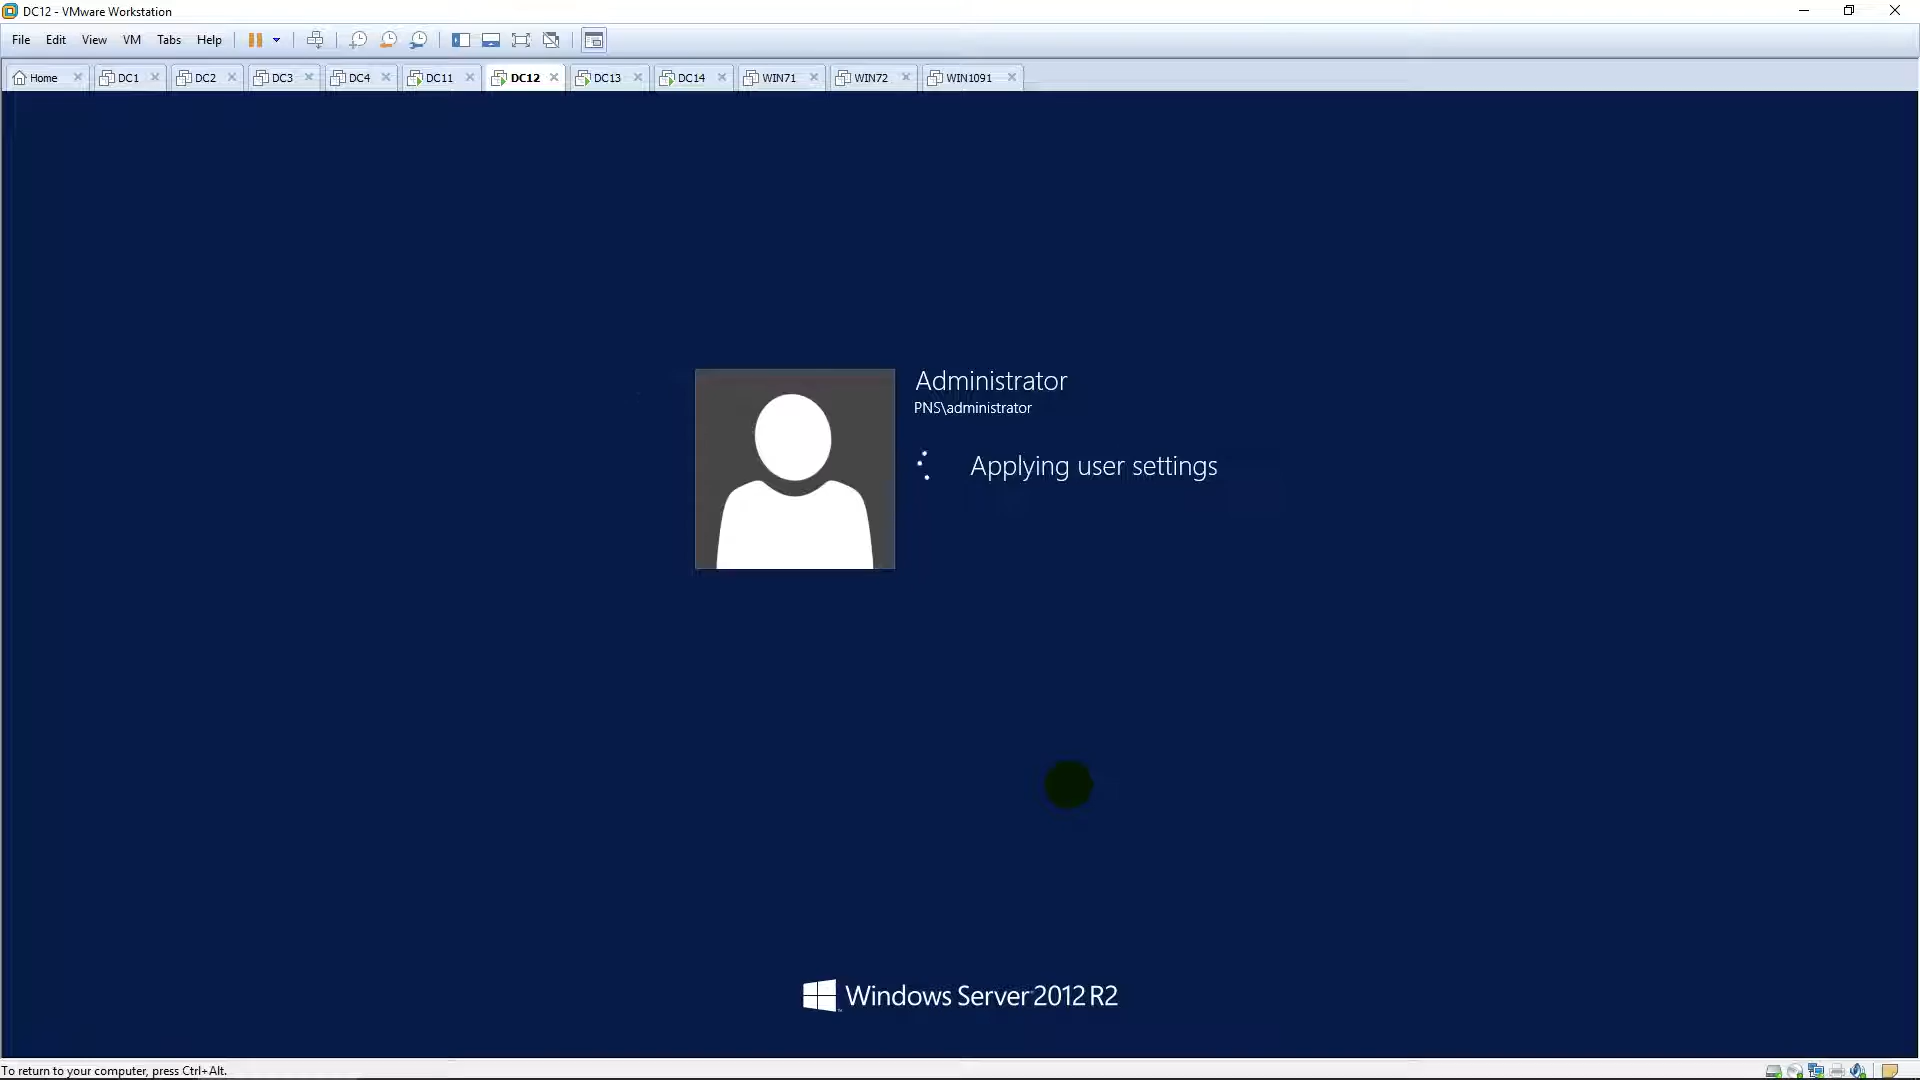 DC12 - VMware Workstation
File Edit View VM Tabs Help
Home DC1 DC2 DC3 DC4 DC11 DC12 DC13 DC14 WIN71 WIN72 WIN1091
Administrator
PNS\administrator
Applying user settings
Windows Server 2012 R2
To return to your computer, press Ctrl+Alt.